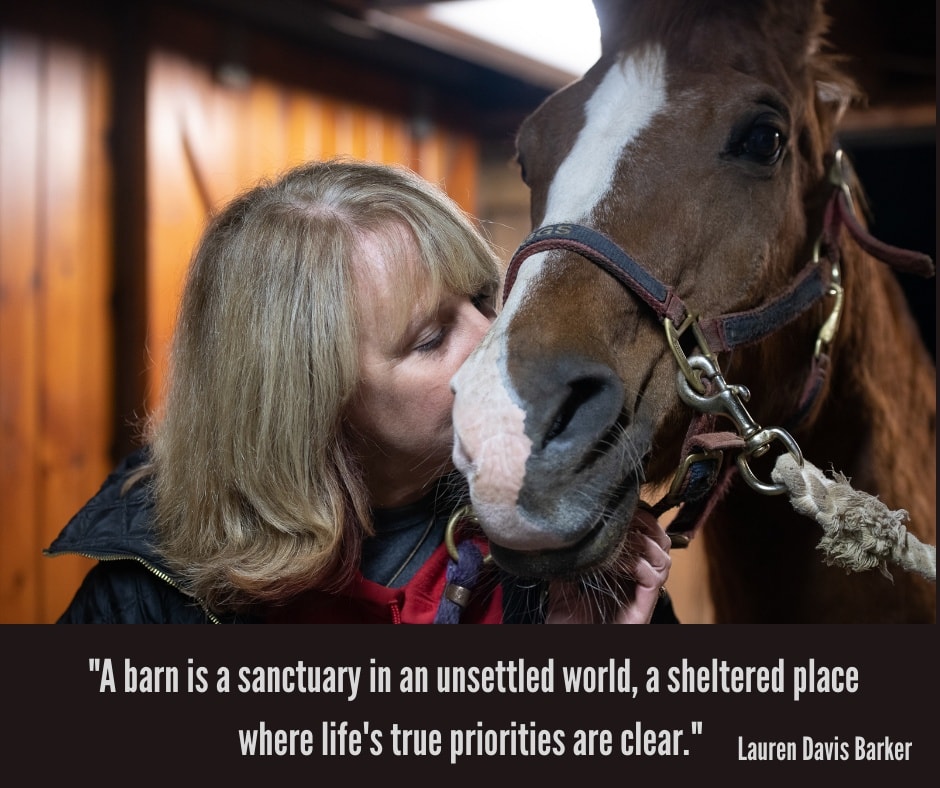 "A barn is a sanctuary in an unsettled world, a sheltered place
where life's true priorities are clear."
Lauren Davis Barker